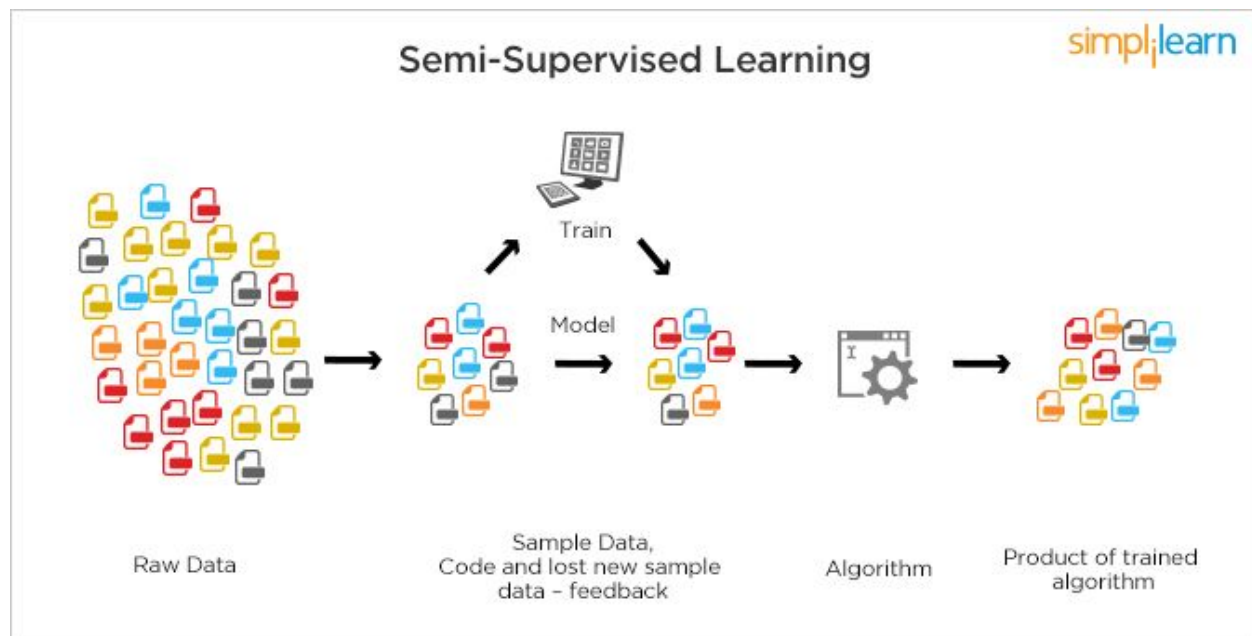 Semi-Supervised Learning
simplilearn
Train
Model
Raw Data
Sample Data,
Code and lost new sample
data – feedback
Algorithm
Product of trained
algorithm